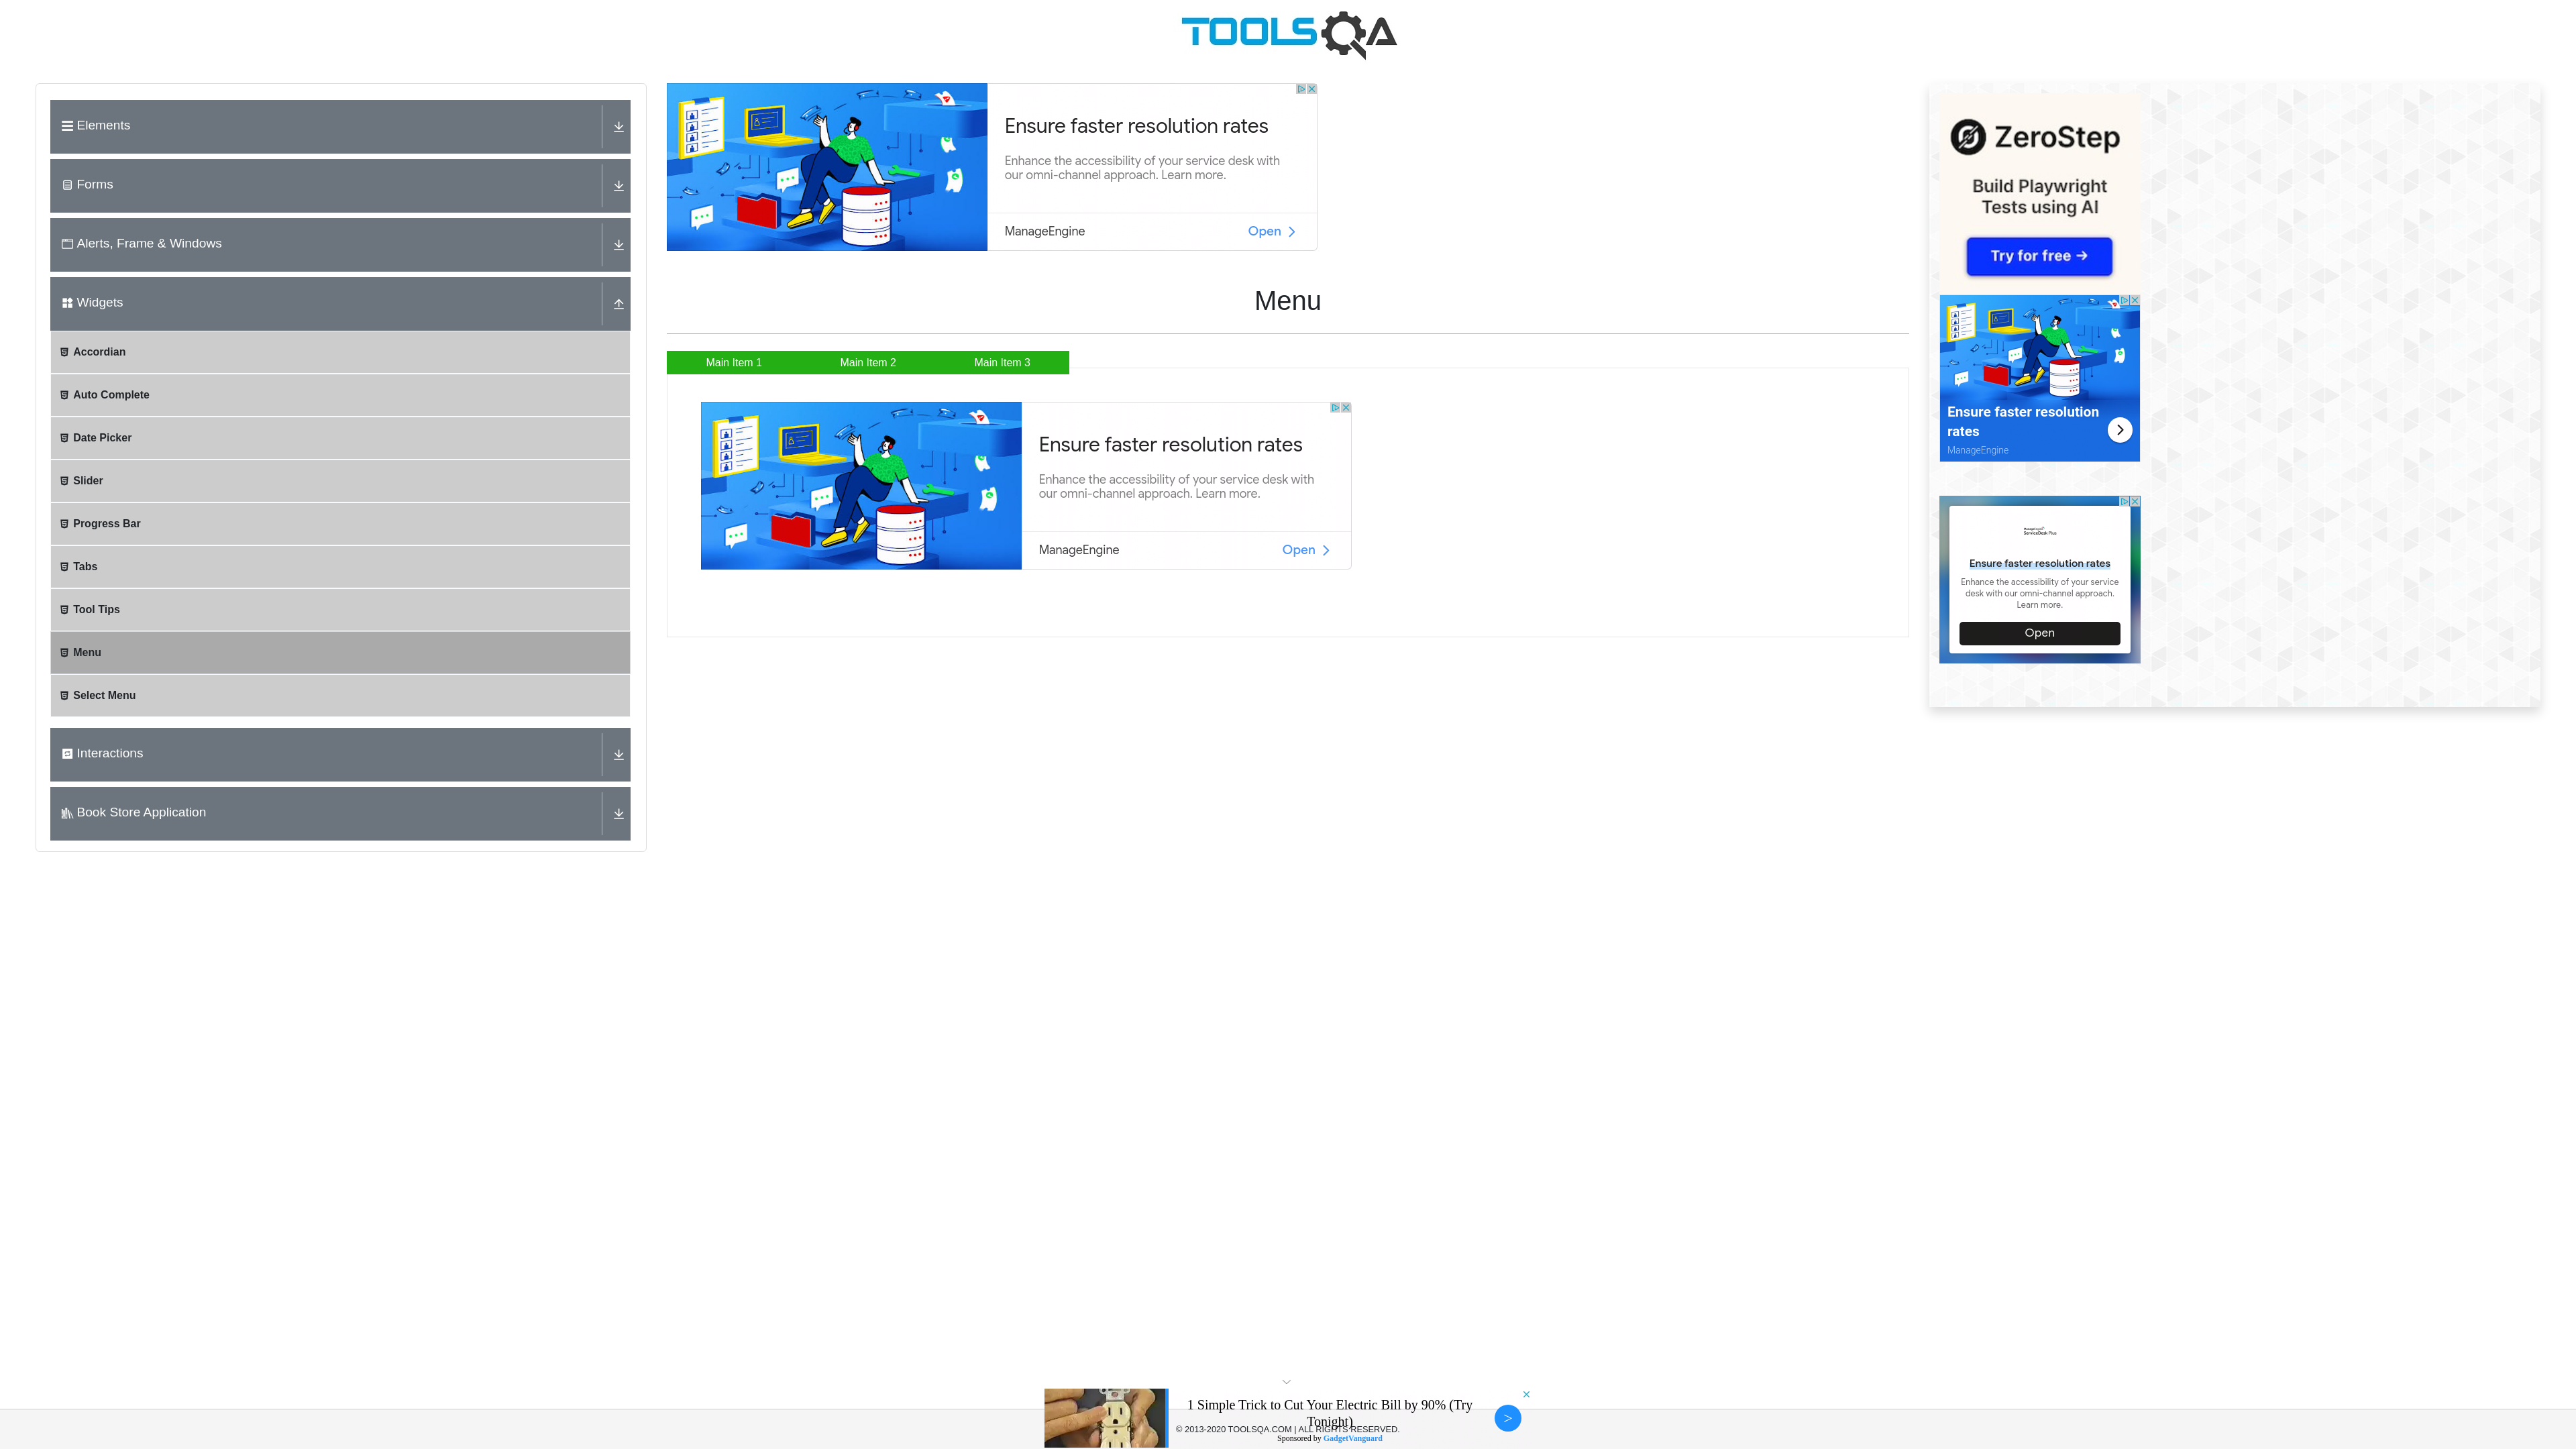 TOOLSQA
Elements
Forms
Alerts, Frame & Windows
Widgets
Accordian
Auto Complete
Date Picker
Slider
Progress Bar
Tabs
Tool Tips
Menu
Select Menu
Interactions
Book Store Application
Ensure faster resolution rates
Enhance the accessibility of your service desk with
our omni-channel approach. Learn more.
ManageEngine
Open
Menu
Main Item 1
Main Item 2
Main Item 3
Ensure faster resolution rates
Enhance the accessibility of your service desk with
our omni-channel approach. Learn more.
ManageEngine
Open
ZeroStep
Build Playwright
Tests using AI
Try for free →
Ensure faster resolution
rates
ManageEngine
ManageEngine
ServiceDesk Plus
Ensure faster resolution rates
Enhance the accessibility of your service
desk with our omni-channel approach.
Learn more.
Open
1 Simple Trick to Cut Your Electric Bill by 90% (Try
Tonight)
© 2013-2020 TOOLSQA.COM | ALL RIGHTS RESERVED.
Sponsored by GadgetVanguard